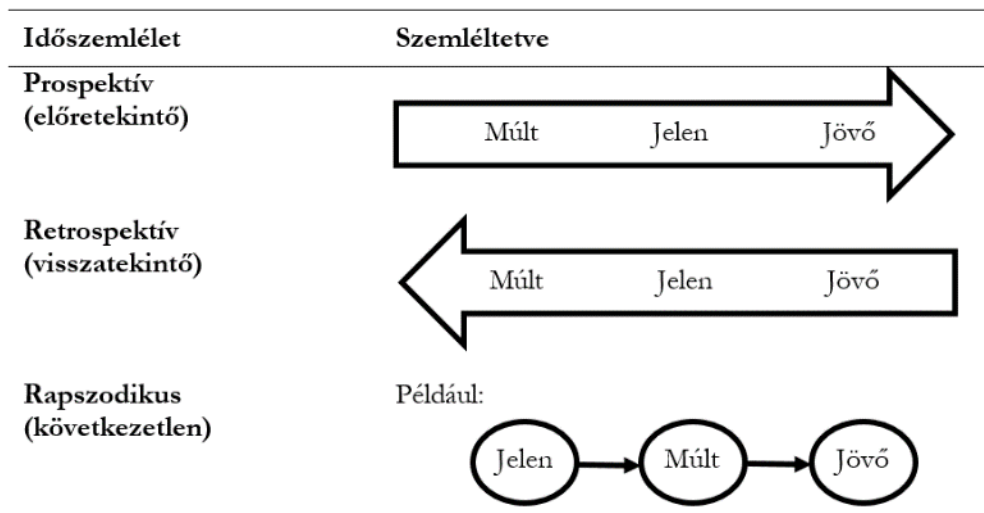 Időszemlélet Szemléltetve
Prospektív
(előretekintő)
Múlt Jelen Jövő
Retrospektív
(visszatekintő)
Múlt Jelen Jövő
Rapszodikus
(következetlen)
Például:
Jelen Múlt Jövő